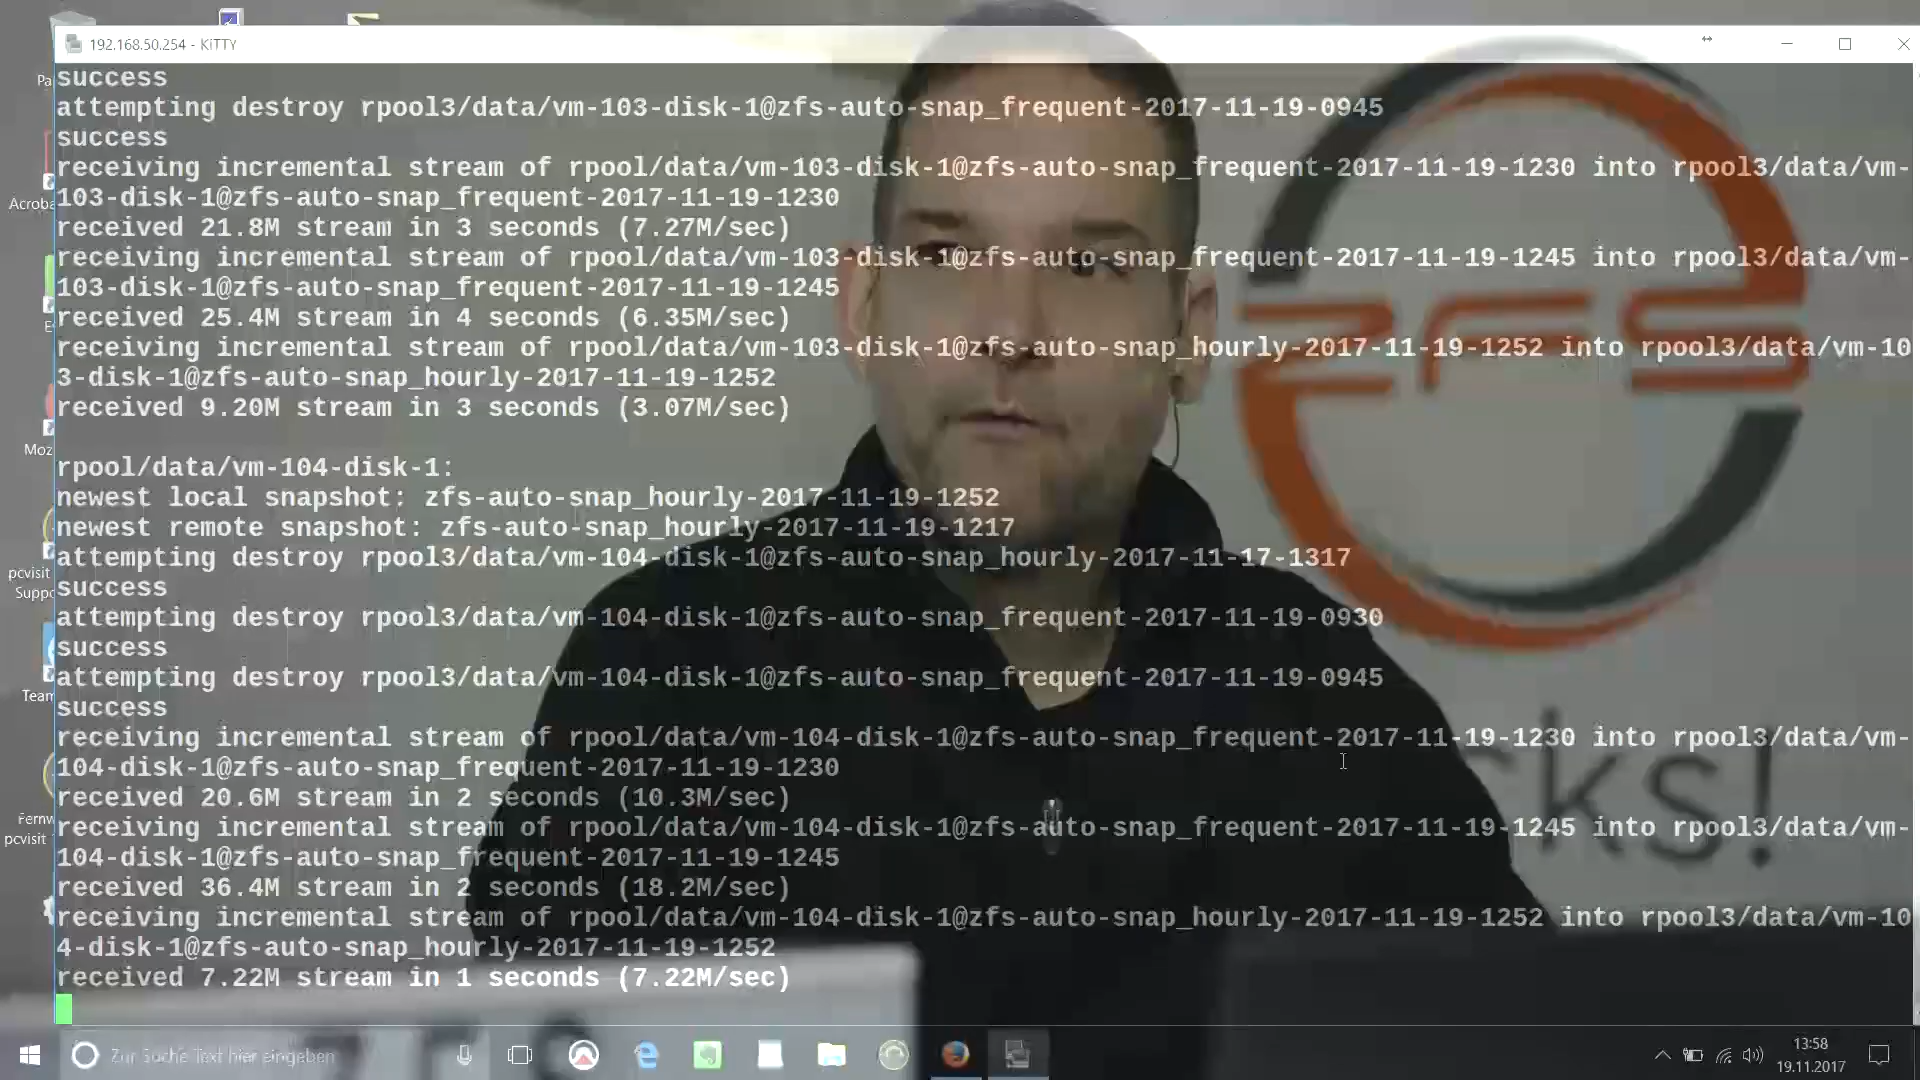 192.168.50.254 - KiTTY
success
attempting destroy rpool3/data/vm-103-disk-1@zfs-auto-snap_frequent-2017-11-19-0945
success
receiving incremental stream of rpool/data/vm-103-disk-1@zfs-auto-snap_frequent-2017-11-19-1230 into rpool3/data/vm-
103-disk-1@zfs-auto-snap_frequent-2017-11-19-1230
received 21.8M stream in 3 seconds (7.27M/sec)
receiving incremental stream of rpool/data/vm-103-disk-1@zfs-auto-snap_frequent-2017-11-19-1245 into rpool3/data/vm-
103-disk-1@zfs-auto-snap_frequent-2017-11-19-1245
received 25.4M stream in 4 seconds (6.35M/sec)
receiving incremental stream of rpool/data/vm-103-disk-1@zfs-auto-snap_hourly-2017-11-19-1252 into rpool3/data/vm-10
3-disk-1@zfs-auto-snap_hourly-2017-11-19-1252
received 9.20M stream in 3 seconds (3.07M/sec)
rpool/data/vm-104-disk-1:
newest local snapshot: zfs-auto-snap_hourly-2017-11-19-1252
newest remote snapshot: zfs-auto-snap_hourly-2017-11-19-1217
attempting destroy rpool3/data/vm-104-disk-1@zfs-auto-snap_hourly-2017-11-17-1317
success
attempting destroy rpool3/data/vm-104-disk-1@zfs-auto-snap_frequent-2017-11-19-0930
success
attempting destroy rpool3/data/vm-104-disk-1@zfs-auto-snap_frequent-2017-11-19-0945
success
receiving incremental stream of rpool/data/vm-104-disk-1@zfs-auto-snap_frequent-2017-11-19-1230 into rpool3/data/vm-
104-disk-1@zfs-auto-snap_frequent-2017-11-19-1230
received 20.6M stream in 2 seconds (10.3M/sec)
receiving incremental stream of rpool/data/vm-104-disk-1@zfs-auto-snap_frequent-2017-11-19-1245 into rpool3/data/vm-
104-disk-1@zfs-auto-snap_frequent-2017-11-19-1245
received 36.4M stream in 2 seconds (18.2M/sec)
receiving incremental stream of rpool/data/vm-104-disk-1@zfs-auto-snap_hourly-2017-11-19-1252 into rpool3/data/vm-10
4-disk-1@zfs-auto-snap_hourly-2017-11-19-1252
received 7.22M stream in 1 seconds (7.22M/sec)
Pa
Acroba
Moz
pcvisit
Suppo
Team
Fernw
pcvisit
ZFS
cks!
Zur Suche Text hier eingeben
13:58
19.11.2017